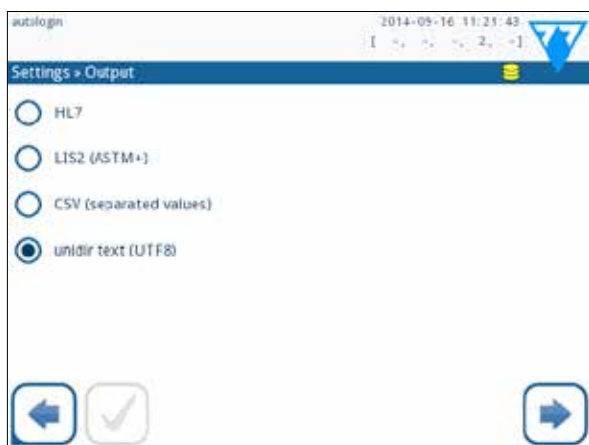 autologin
2014-09-16 11:21:43
[ -, -, -, 2, -]
Settings » Output
HL7
LIS2 (ASTM+)
CSV (separated values)
unidir text (UTF8)